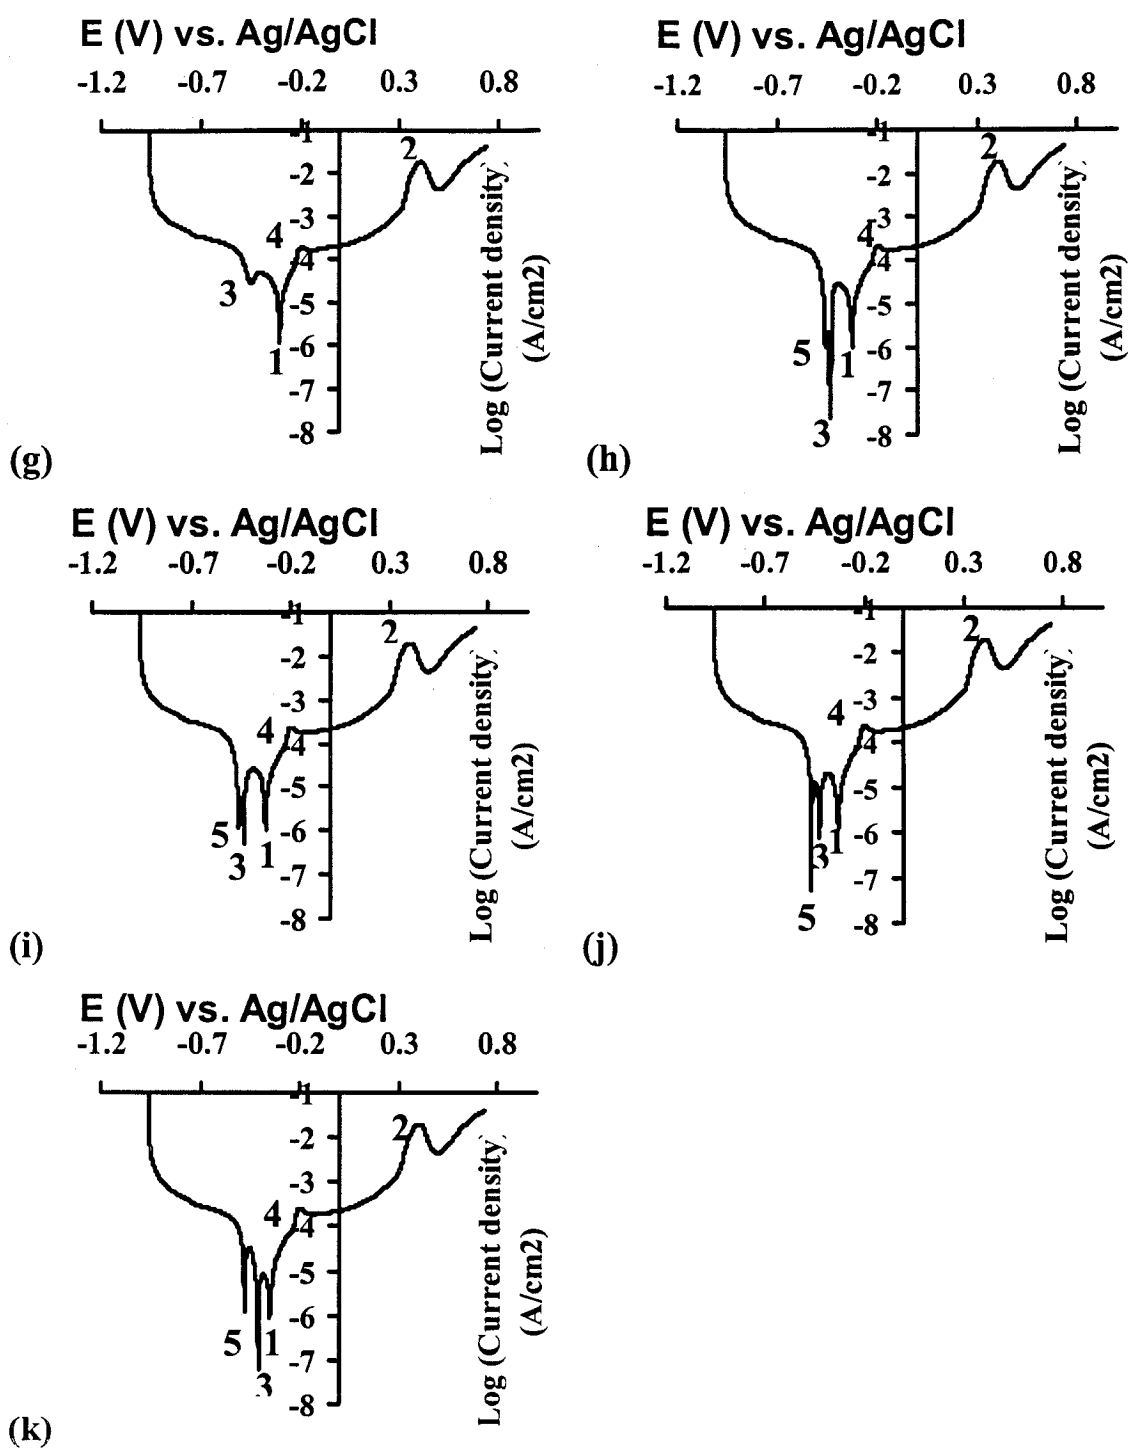 E (V) vs. Ag/AgCl
-1.2 -0.7 -0.2 0.3 0.8
-1
2
-2
-3
4
-4
3
-5
1
-6
-7
-8
Log (Current density)
(A/cm2)
(g)
E (V) vs. Ag/AgCl
-1.2 -0.7 -0.2 0.3 0.8
-1
2
-2
-3
4
-4
-5
5 1
-6
-7
3
-8
Log (Current density)
(A/cm2)
(h)
E (V) vs. Ag/AgCl
-1.2 -0.7 -0.2 0.3 0.8
-1
2
-2
-3
4
-4
-5
5
-6
3 1
-7
-8
Log (Current density)
(A/cm2)
(i)
E (V) vs. Ag/AgCl
-1.2 -0.7 -0.2 0.3 0.8
-1
2
-2
-3
4
-4
-5
-6
3 1
-7
5
-8
Log (Current density)
(A/cm2)
(j)
E (V) vs. Ag/AgCl
-1.2 -0.7 -0.2 0.3 0.8
-1
2
-2
-3
4
-4
-5
-6
5 1
-7
3
-8
Log (Current density)
(A/cm2)
(k)